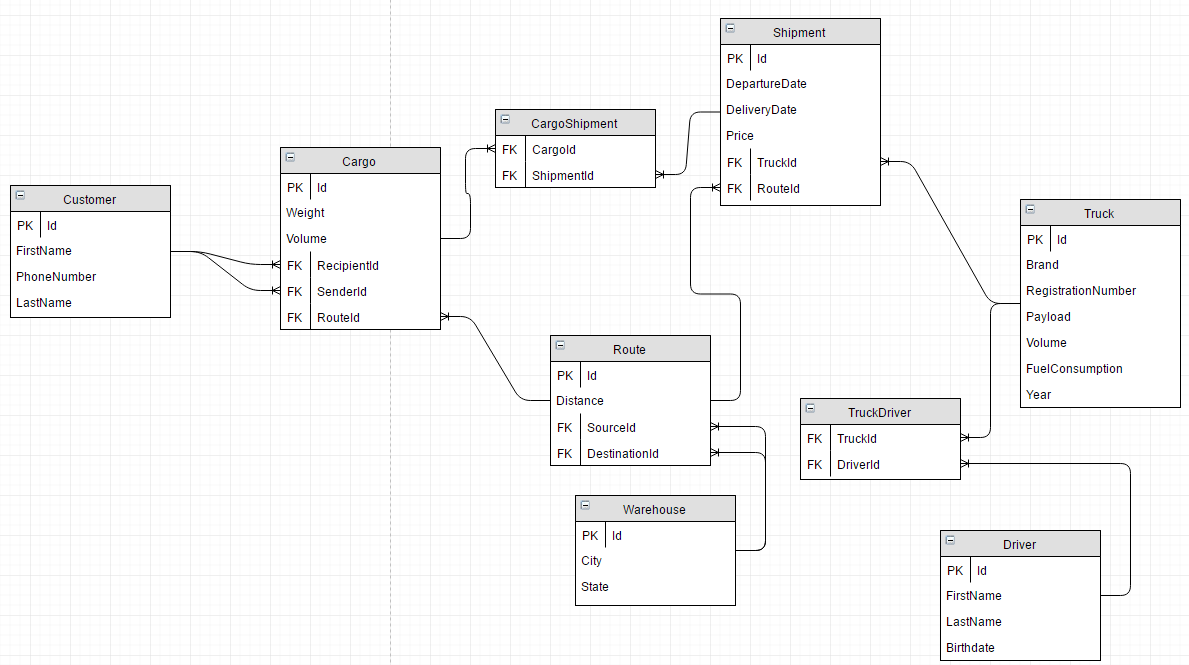 Customer
PK Id
FirstName
PhoneNumber
LastName
Cargo
PK Id
Weight
Volume
FK RecipientId
FK SenderId
FK RouteId
CargoShipment
FK CargoId
FK ShipmentId
Shipment
PK Id
DepartureDate
DeliveryDate
Price
FK TruckId
FK RouteId
Truck
PK Id
Brand
RegistrationNumber
Payload
Volume
FuelConsumption
Year
Route
PK Id
Distance
FK SourceId
FK DestinationId
TruckDriver
FK TruckId
FK DriverId
Warehouse
PK Id
City
State
Driver
PK Id
FirstName
LastName
Birthdate